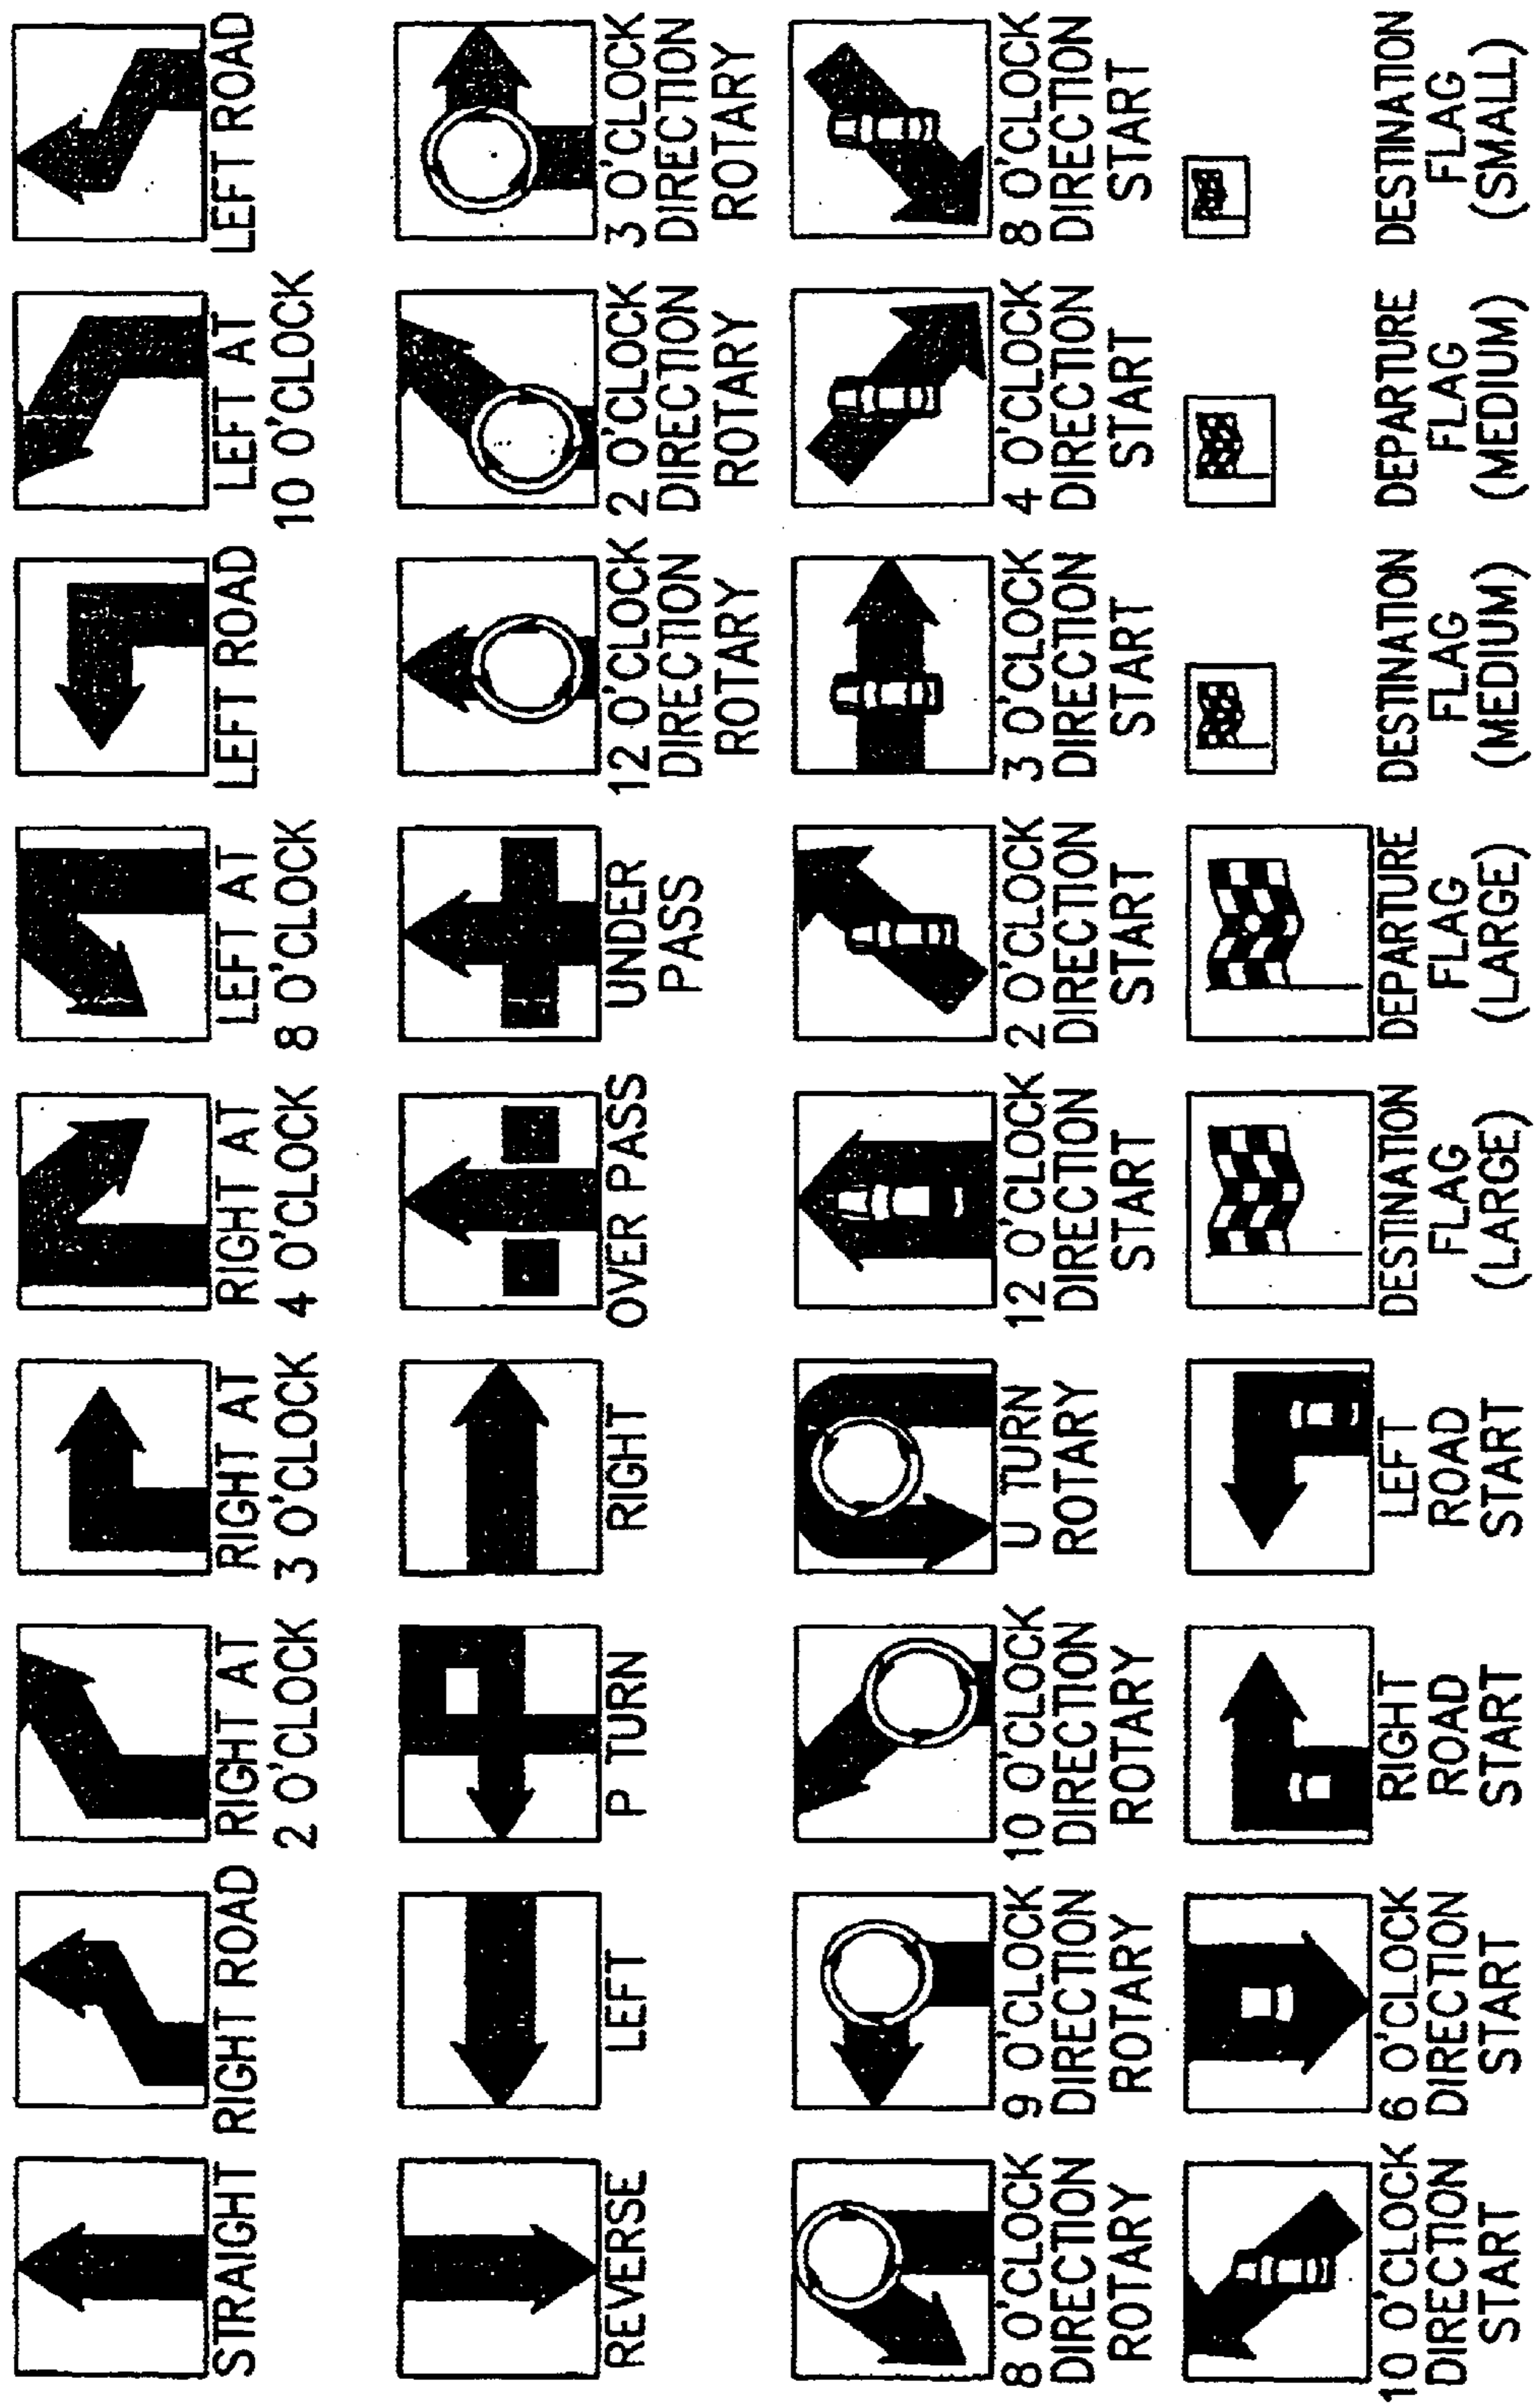 STRAIGHT
RIGHT ROAD
RIGHT AT
2 O'CLOCK
RIGHT AT
3 O'CLOCK
RIGHT AT
4 O'CLOCK
LEFT AT
8 O'CLOCK
LEFT ROAD
LEFT AT
10 O'CLOCK
LEFT ROAD
REVERSE
LEFT
P TURN
RIGHT
OVER PASS
UNDER
PASS
12 O'CLOCK
DIRECTION
ROTARY
2 O'CLOCK
DIRECTION
ROTARY
3 O'CLOCK
DIRECTION
ROTARY
8 O'CLOCK
DIRECTION
ROTARY
9 O'CLOCK
DIRECTION
ROTARY
10 O'CLOCK
DIRECTION
ROTARY
U TURN
ROTARY
12 O'CLOCK
DIRECTION
START
2 O'CLOCK
DIRECTION
START
3 O'CLOCK
DIRECTION
START
4 O'CLOCK
DIRECTION
START
8 O'CLOCK
DIRECTION
START
10 O'CLOCK
DIRECTION
START
6 O'CLOCK
DIRECTION
START
RIGHT
ROAD
START
LEFT
ROAD
START
DESTINATION
FLAG
(LARGE)
DEPARTURE
FLAG
(LARGE)
DESTINATION
FLAG
(MEDIUM)
DEPARTURE
FLAG
(MEDIUM)
DESTINATION
FLAG
(SMALL)